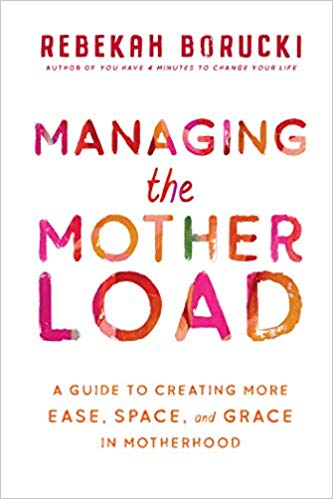 REBEKAH BORUCKI
AUTHOR OF YOU HAVE 4 MINUTES TO CHANGE YOUR LIFE
MANAGING
the
MOTHER
LOAD
A GUIDE TO CREATING MORE
EASE, SPACE, and GRACE
IN MOTHERHOOD